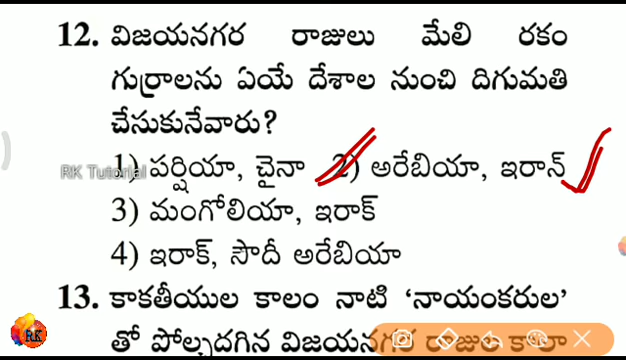 12. విజయనగర రాజులు మేలి రకం
గుర్రాలను ఏయే దేశాల నుంచి దిగుమతి
చేసుకునేవారు?
1) పర్షియా, చైనా 2) అరేబియా, ఇరాన్
RK Tutorial
3) మంగోలియా, ఇరాక్
4) ఇరాక్, సౌదీ అరేబియా
13. కాకతీయుల కాలం నాటి ‘నాయంకరుల’
తో పోల్చదగిన విజయనగర రాజుల కాలా
RK